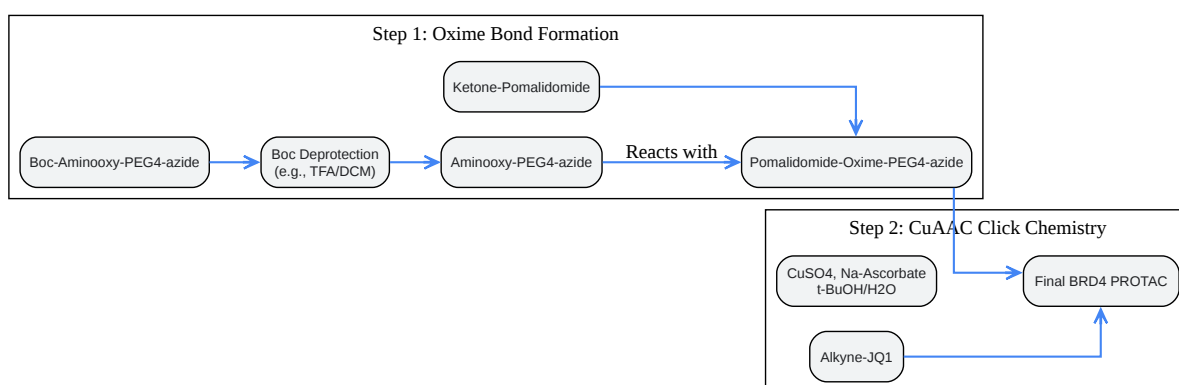 Step 1: Oxime Bond Formation
Ketone-Pomalidomide
Boc-Aminooxy-PEG4-azide
Boc Deprotection
(e.g., TFA/DCM)
Aminooxy-PEG4-azide
Reacts with
Pomalidomide-Oxime-PEG4-azide
Step 2: CuAAC Click Chemistry
CuSO4, Na-Ascorbate
t-BuOH/H2O
Final BRD4 PROTAC
Alkyne-JQ1